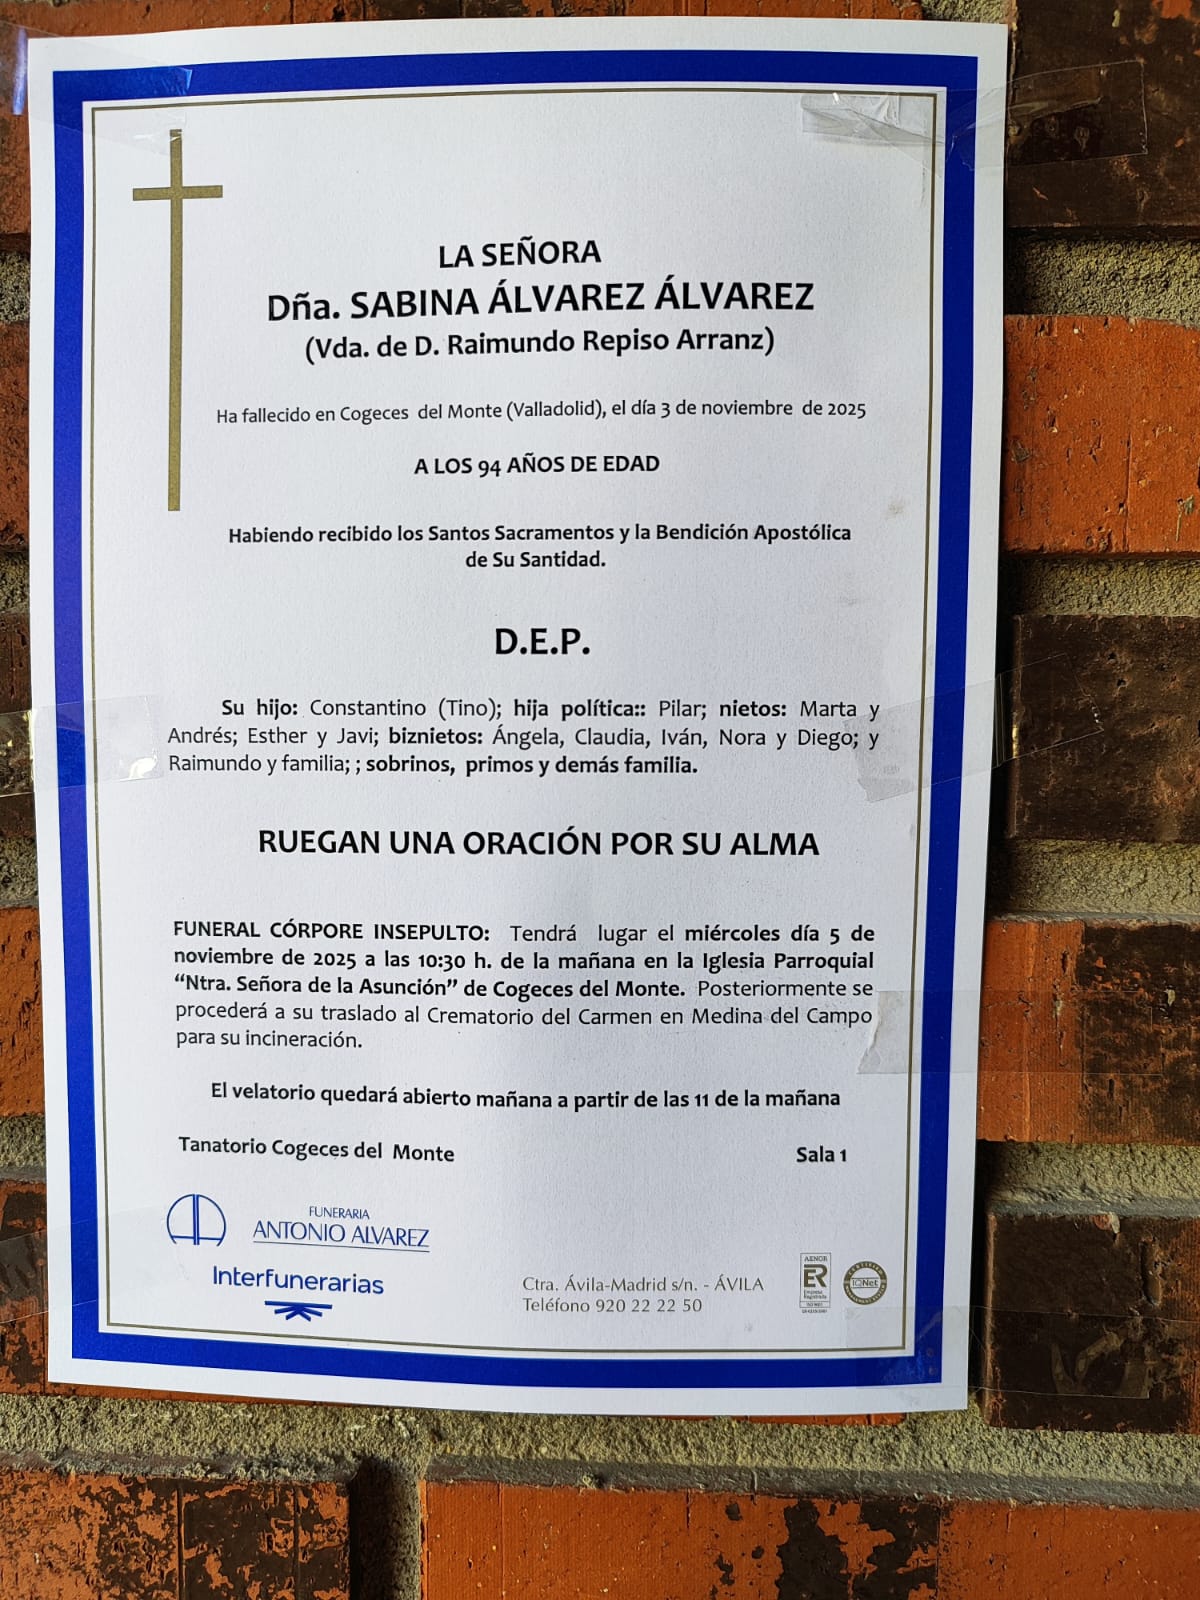 LA SEÑORA
Dña. SABINA ÁLVAREZ ÁLVAREZ
(Vda. de D. Raimundo Repiso Arranz)
Ha fallecido en Cogeces del Monte (Valladolid), el día 3 de noviembre de 2025
A LOS 94 AÑOS DE EDAD
Habiendo recibido los Santos Sacramentos y la Bendición Apostólica
de Su Santidad.
D.E.P.
Su hijo: Constantino (Tino); hija política:: Pilar; nietos: Marta y
Andrés; Esther y Javi; biznietos: Ángela, Claudia, Iván, Nora y Diego; y
Raimundo y familia; ; sobrinos, primos y demás familia.
RUEGAN UNA ORACIÓN POR SU ALMA
FUNERAL CÓRPORE INSEPULTO: Tendrá lugar el miércoles día 5 de
noviembre de 2025 a las 10:30 h. de la mañana en la Iglesia Parroquial
“Ntra. Señora de la Asunción” de Cogeces del Monte. Posteriormente se
procederá a su traslado al Crematorio del Carmen en Medina del Campo
para su incineración.
El velatorio quedará abierto mañana a partir de las 11 de la mañana
Tanatorio Cogeces del Monte Sala 1
FUNERARIA
ANTONIO ALVAREZ
Interfunerarias
Ctra. Ávila-Madrid s/n. - ÁVILA
Teléfono 920 22 22 50
AENOR
ER
Empresa
Registrada
IQNet